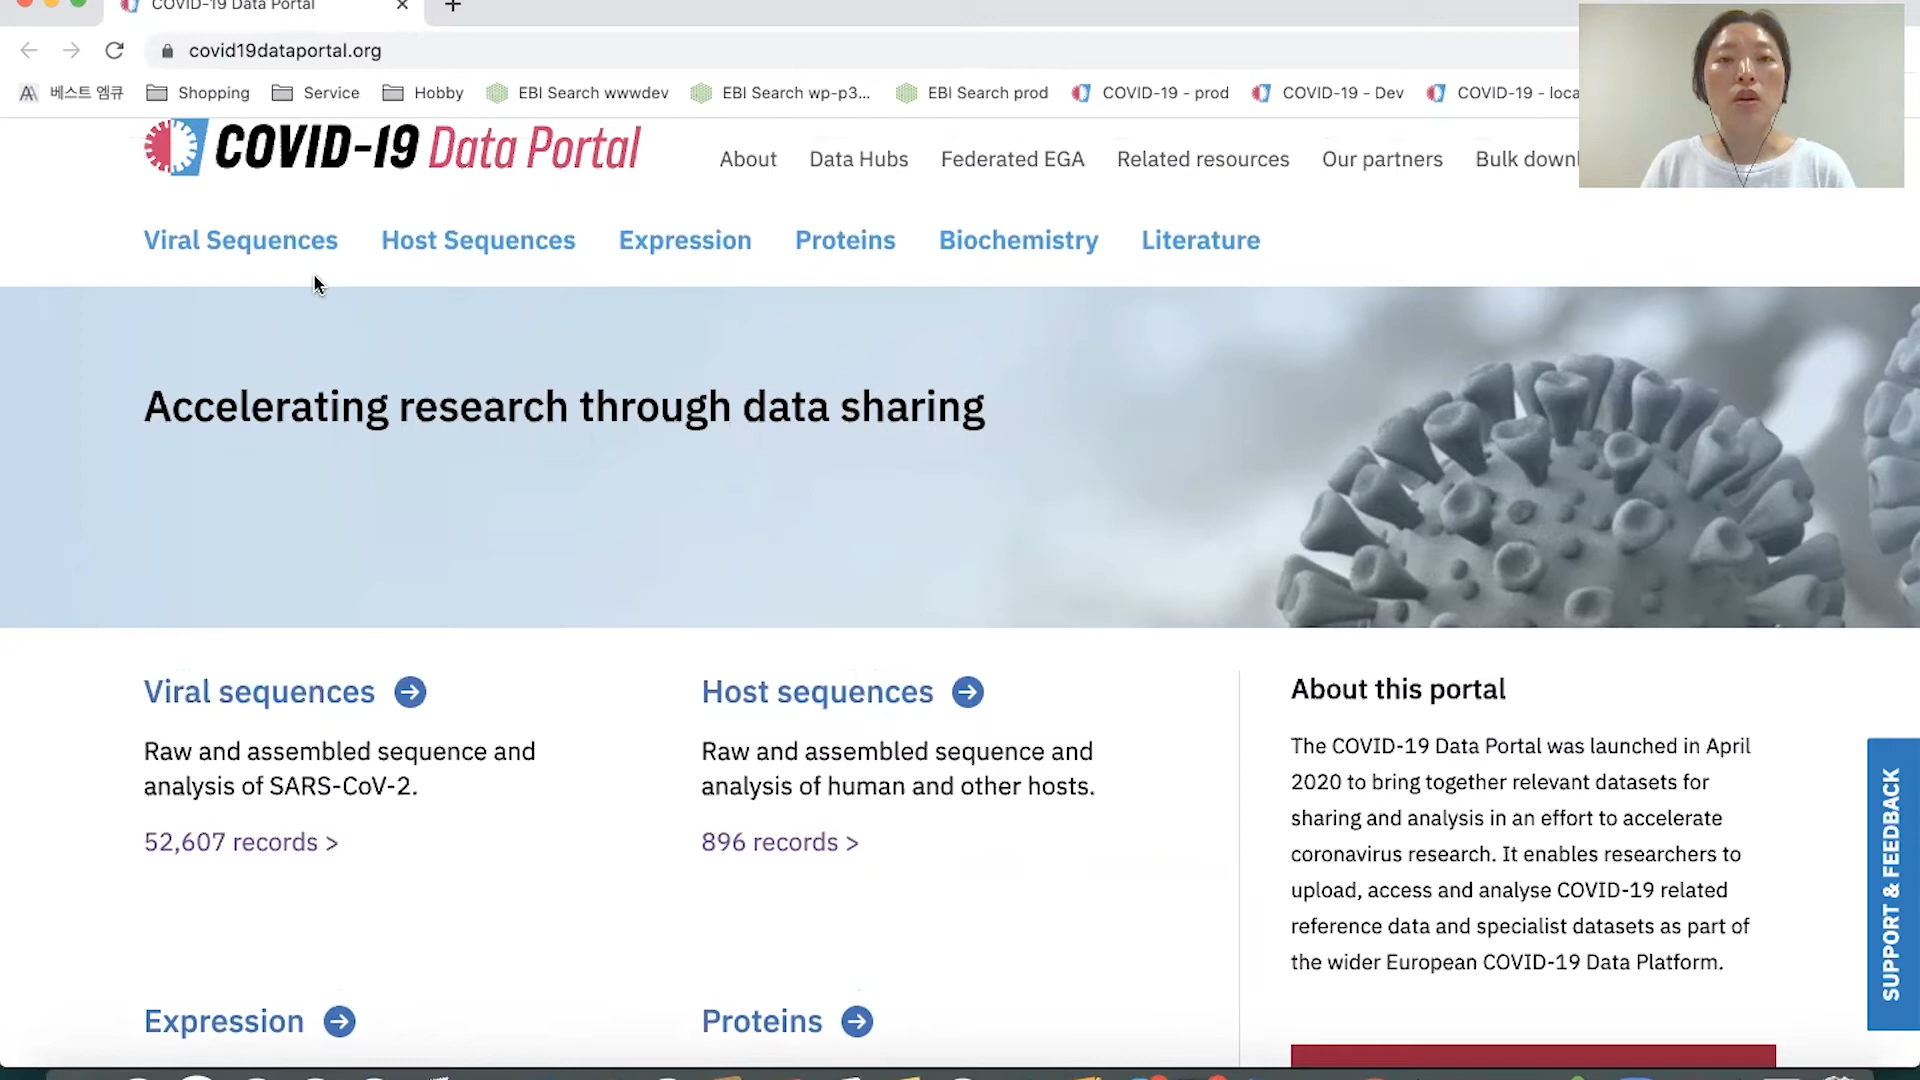 COVID-19 Data Portal
covid19dataportal.org
베스트 엠큐 Shopping Service Hobby EBI Search wwwdev EBI Search wp-p3... EBI Search prod COVID-19 - prod COVID-19 - Dev COVID-19 - loca
COVID-19 Data Portal
About Data Hubs Federated EGA Related resources Our partners Bulk downl
Viral Sequences Host Sequences Expression Proteins Biochemistry Literature
Accelerating research through data sharing
Viral sequences
Raw and assembled sequence and
analysis of SARS-CoV-2.
52,607 records >
Host sequences
Raw and assembled sequence and
analysis of human and other hosts.
896 records >
Expression
Proteins
About this portal
The COVID-19 Data Portal was launched in April
2020 to bring together relevant datasets for
sharing and analysis in an effort to accelerate
coronavirus research. It enables researchers to
upload, access and analyse COVID-19 related
reference data and specialist datasets as part of
the wider European COVID-19 Data Platform.
SUPPORT & FEEDBACK